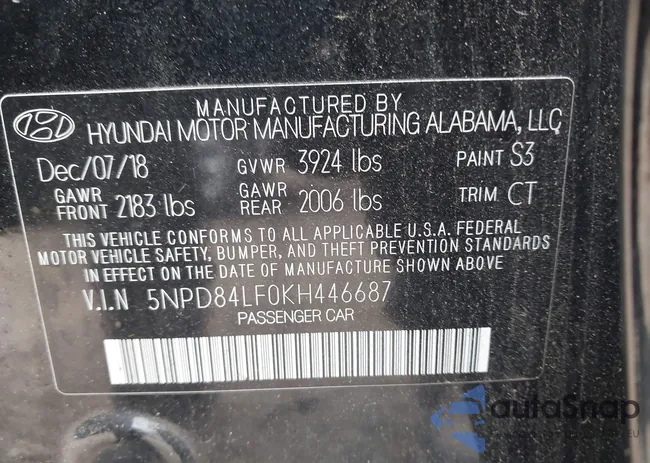 MANUFACTURED BY
HYUNDAI MOTOR MANUFACTURING ALABAMA, LLC
Dec/07/18 GVWR 3924 lbs PAINT S3
GAWR FRONT 2183 lbs GAWR REAR 2006 lbs TRIM CT
THIS VEHICLE CONFORMS TO ALL APPLICABLE U.S.A. FEDERAL
MOTOR VEHICLE SAFETY, BUMPER, AND THEFT PREVENTION STANDARDS
IN EFFECT ON THE DATE OF MANUFACTURE SHOWN ABOVE
V.I.N 5NPD84LF0KH446687
PASSENGER CAR
autoSnap
.EU